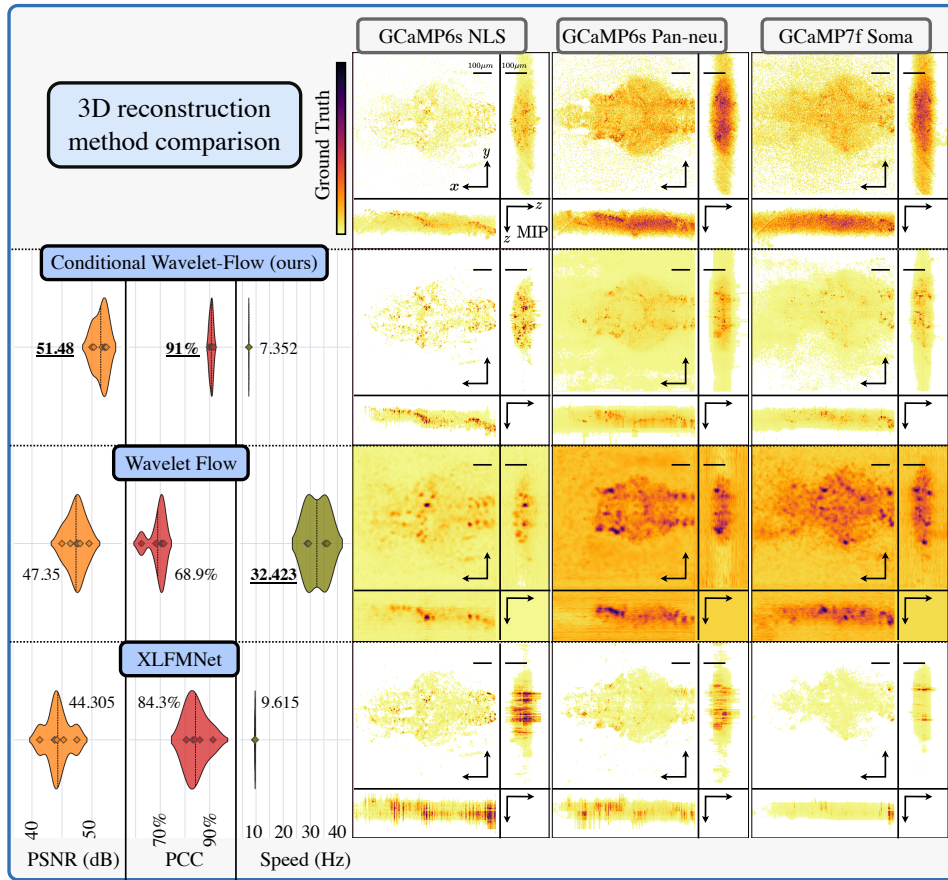 GCaMP6s NLS
GCaMP6s Pan-neu.
GCaMP7f Soma
3D reconstruction
method comparison
Ground Truth
100μm
100μm
y
x
z
z
MIP
Conditional Wavelet-Flow (ours)
51.48
91%
7.352
Wavelet Flow
47.35
68.9%
32.423
XLFMNet
44.305
84.3%
9.615
40
50
70%
90%
10
20
30
40
PSNR (dB)
PCC
Speed (Hz)